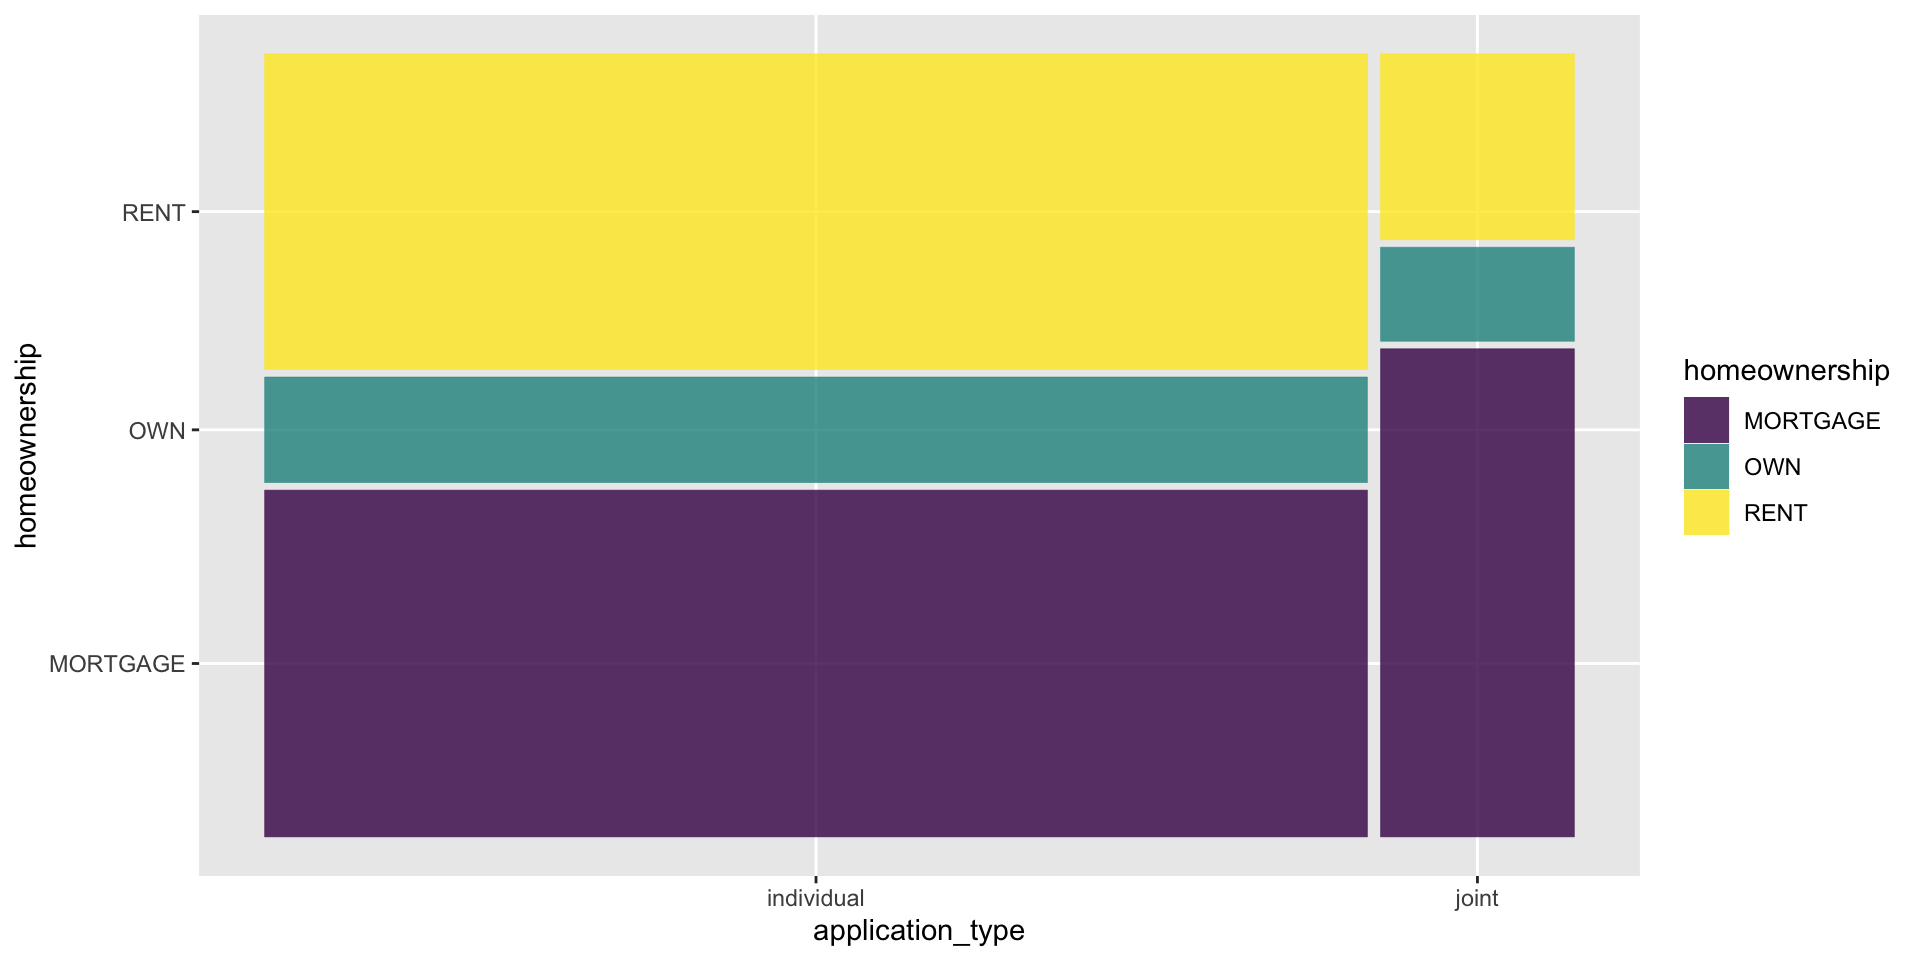 homeownership
RENT
OWN
MORTGAGE
individual
joint
application_type
homeownership
MORTGAGE
OWN
RENT